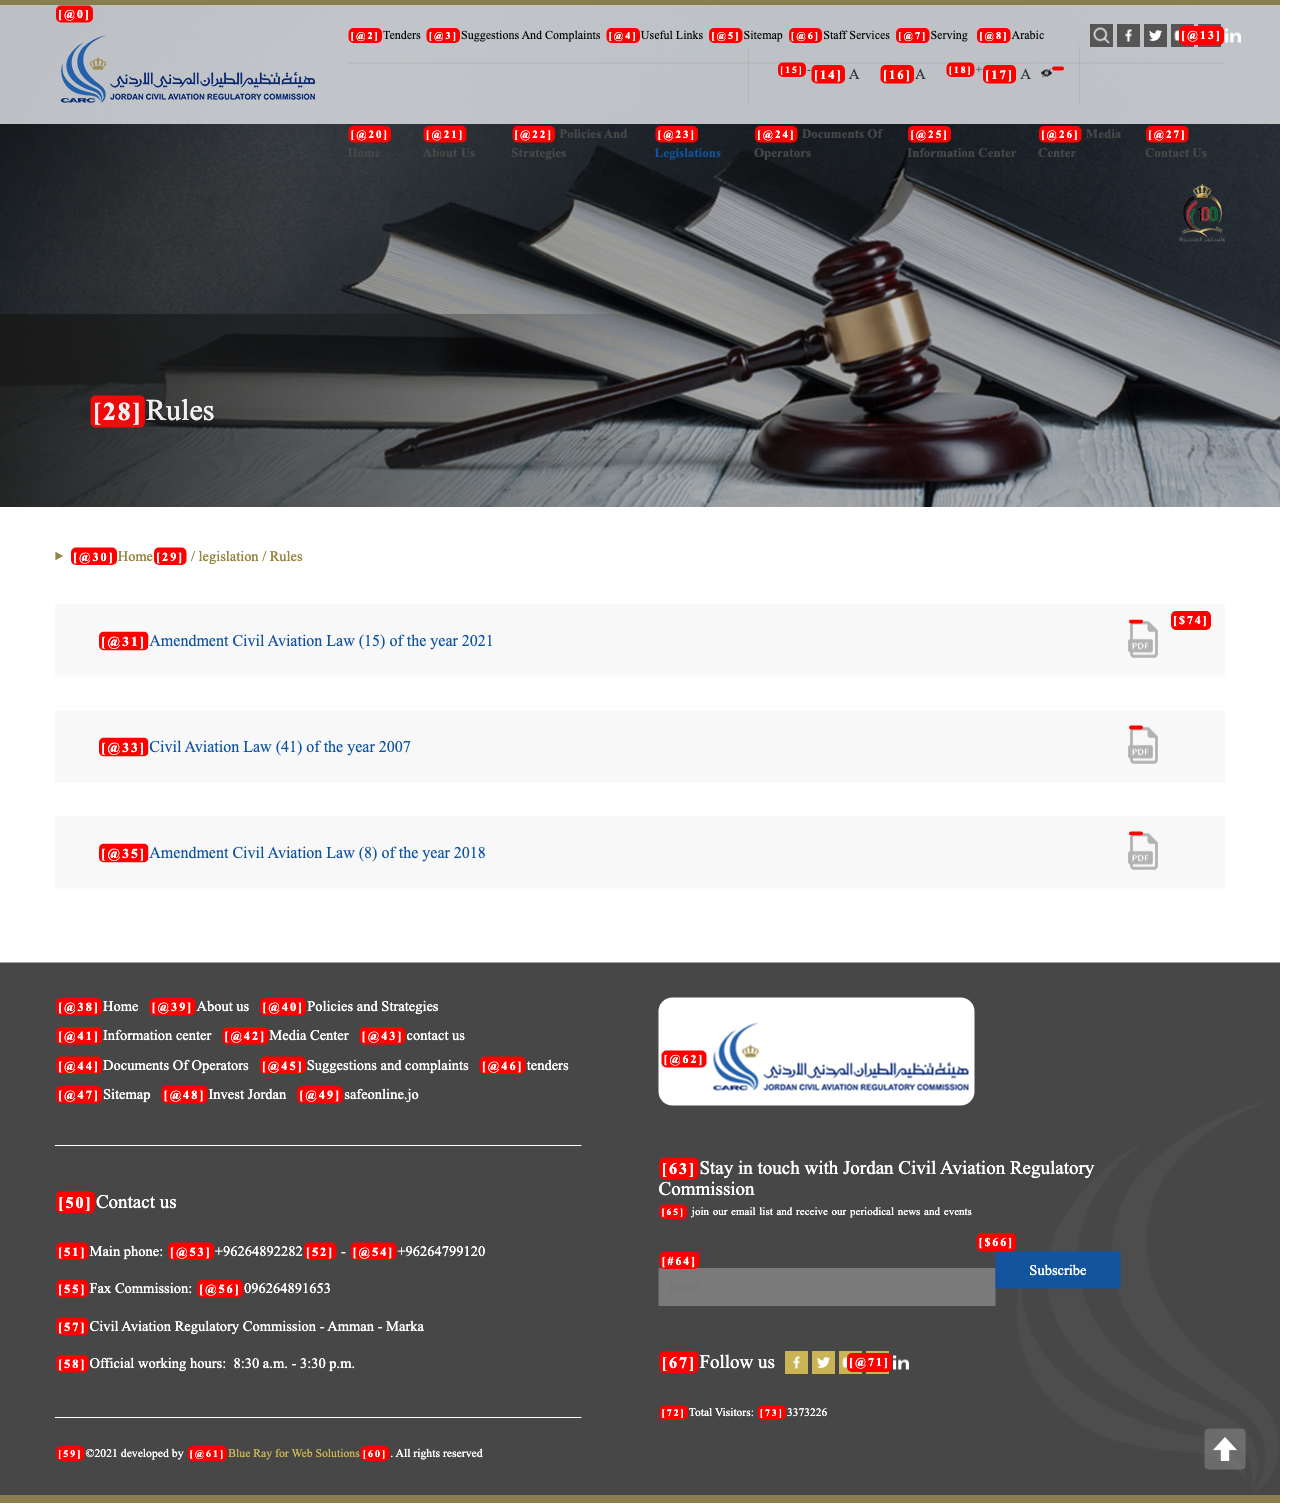 [@0]
[@2] Tenders [@3] Suggestions And Complaints [@4] Useful Links [@5] Sitemap [@6] Staff Services [@7] Serving [@8] Arabic [@13] in
هيئة تنظيم الطيران المدني الأردني
CARC JORDAN CIVIL AVIATION REGULATORY COMMISSION
[15] - [14] A [16] A [18] + [17] A
[@20] Home [@21] About Us [@22] Policies And Strategies [@23] Legislations [@24] Documents Of Operators [@25] Information Center [@26] Media Center [@27] Contact Us
100
[28] Rules
[@30] Home [29] / legislation / Rules
[@31] Amendment Civil Aviation Law (15) of the year 2021 PDF [$74]
[@33] Civil Aviation Law (41) of the year 2007 PDF
[@35] Amendment Civil Aviation Law (8) of the year 2018 PDF
[@38] Home [@39] About us [@40] Policies and Strategies
[@41] Information center [@42] Media Center [@43] contact us
[@44] Documents Of Operators [@45] Suggestions and complaints [@46] tenders
[@47] Sitemap [@48] Invest Jordan [@49] safeonline.jo
[@62]
هيئة تنظيم الطيران المدني الأردني
CARC JORDAN CIVIL AVIATION REGULATORY COMMISSION
[50] Contact us
[51] Main phone: [@53] +96264892282 [52] - [@54] +96264799120
[55] Fax Commission: [@56] 096264891653
[57] Civil Aviation Regulatory Commission - Amman - Marka
[58] Official working hours: 8:30 a.m. - 3:30 p.m.
[59] ©2021 developed by [@61] Blue Ray for Web Solutions [60] . All rights reserved
[63] Stay in touch with Jordan Civil Aviation Regulatory
Commission
[65] join our email list and receive our periodical news and events
[#64]
[$66] Subscribe
[67] Follow us [@71] in
[72] Total Visitors: [73] 3373226